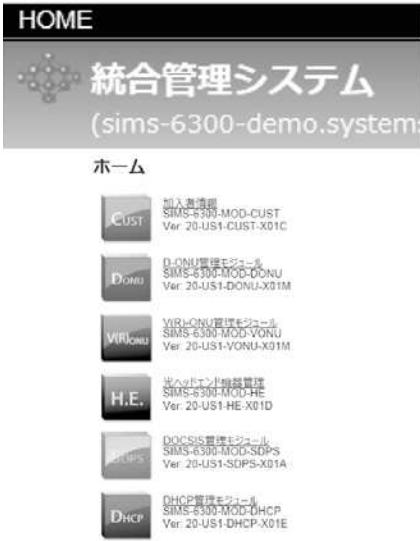 HOME
統合管理システム
(sims-6300-demo.systems
ホーム
CUST
加入者情報
SIMS-6300-MOD-CUST
Ver: 20-US1-CUST-X01C
DONU
D-ONU管理モジュール
SIMS-6300-MOD-DONU
Ver: 20-US1-DONU-X01M
V(R)ONU
V(R)-ONU管理モジュール
SIMS-6300-MOD-VONU
Ver: 20-US1-VONU-X01M
H.E.
光ヘッドエンド機器管理
SIMS-6300-MOD-HE
Ver: 20-US1-HE-X01D
SDPS
DOCSIS管理モジュール
SIMS-6300-MOD-SDPS
Ver: 20-US1-SDPS-X01A
DHCP
DHCP管理モジュール
SIMS-6300-MOD-DHCP
Ver: 20-US1-DHCP-X01E